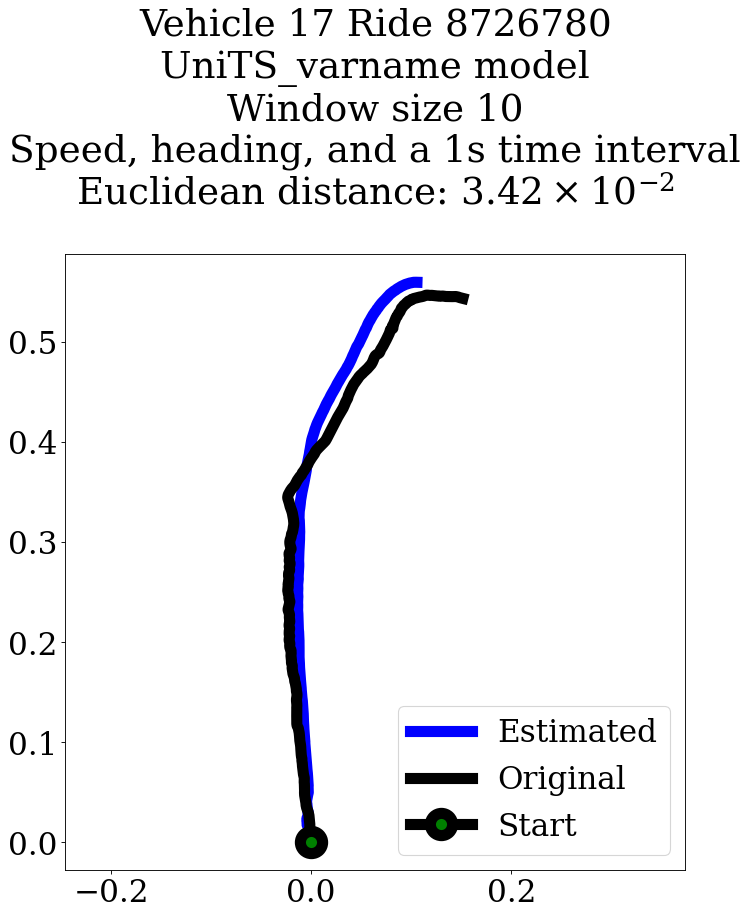 Vehicle 17 Ride 8726780
UniTS_varname model
Window size 10
Speed, heading, and a 1s time interval
Euclidean distance: 3.42 × 10⁻²
0.5
0.4
0.3
0.2
0.1
0.0
Estimated
Original
Start
−0.2
0.0
0.2